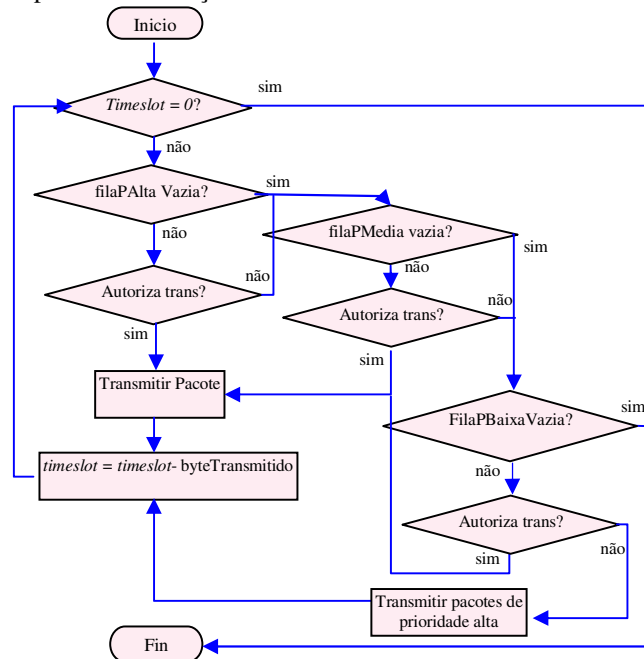 Inicio
sim
Timeslot = 0?
não
filaPAlta Vazia?
sim
não
filaPMedia vazia?
sim
não
Autoriza trans?
não
não
Autoriza trans?
sim
sim
Transmitir Pacote
FilaPBaixaVazia?
sim
timeslot = timeslot- byteTransmitido
não
Autoriza trans?
não
sim
Transmitir pacotes de
prioridade alta
Fin